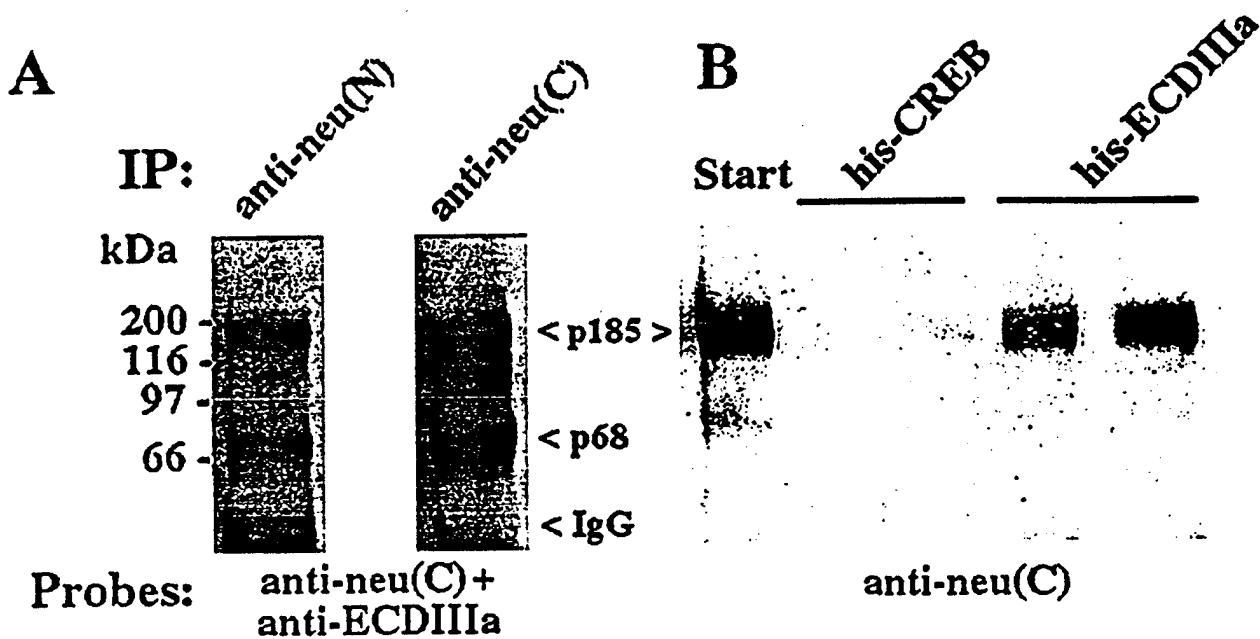 A
IP:
anti-neu(N)
anti-neu(C)
kDa
200 -
116 -
97 -
66 -
< p185 >
< p68
< IgG
Probes:
anti-neu(C)+
anti-ECDIIIa
B
Start
his-CREB
his-ECDIIIa
anti-neu(C)